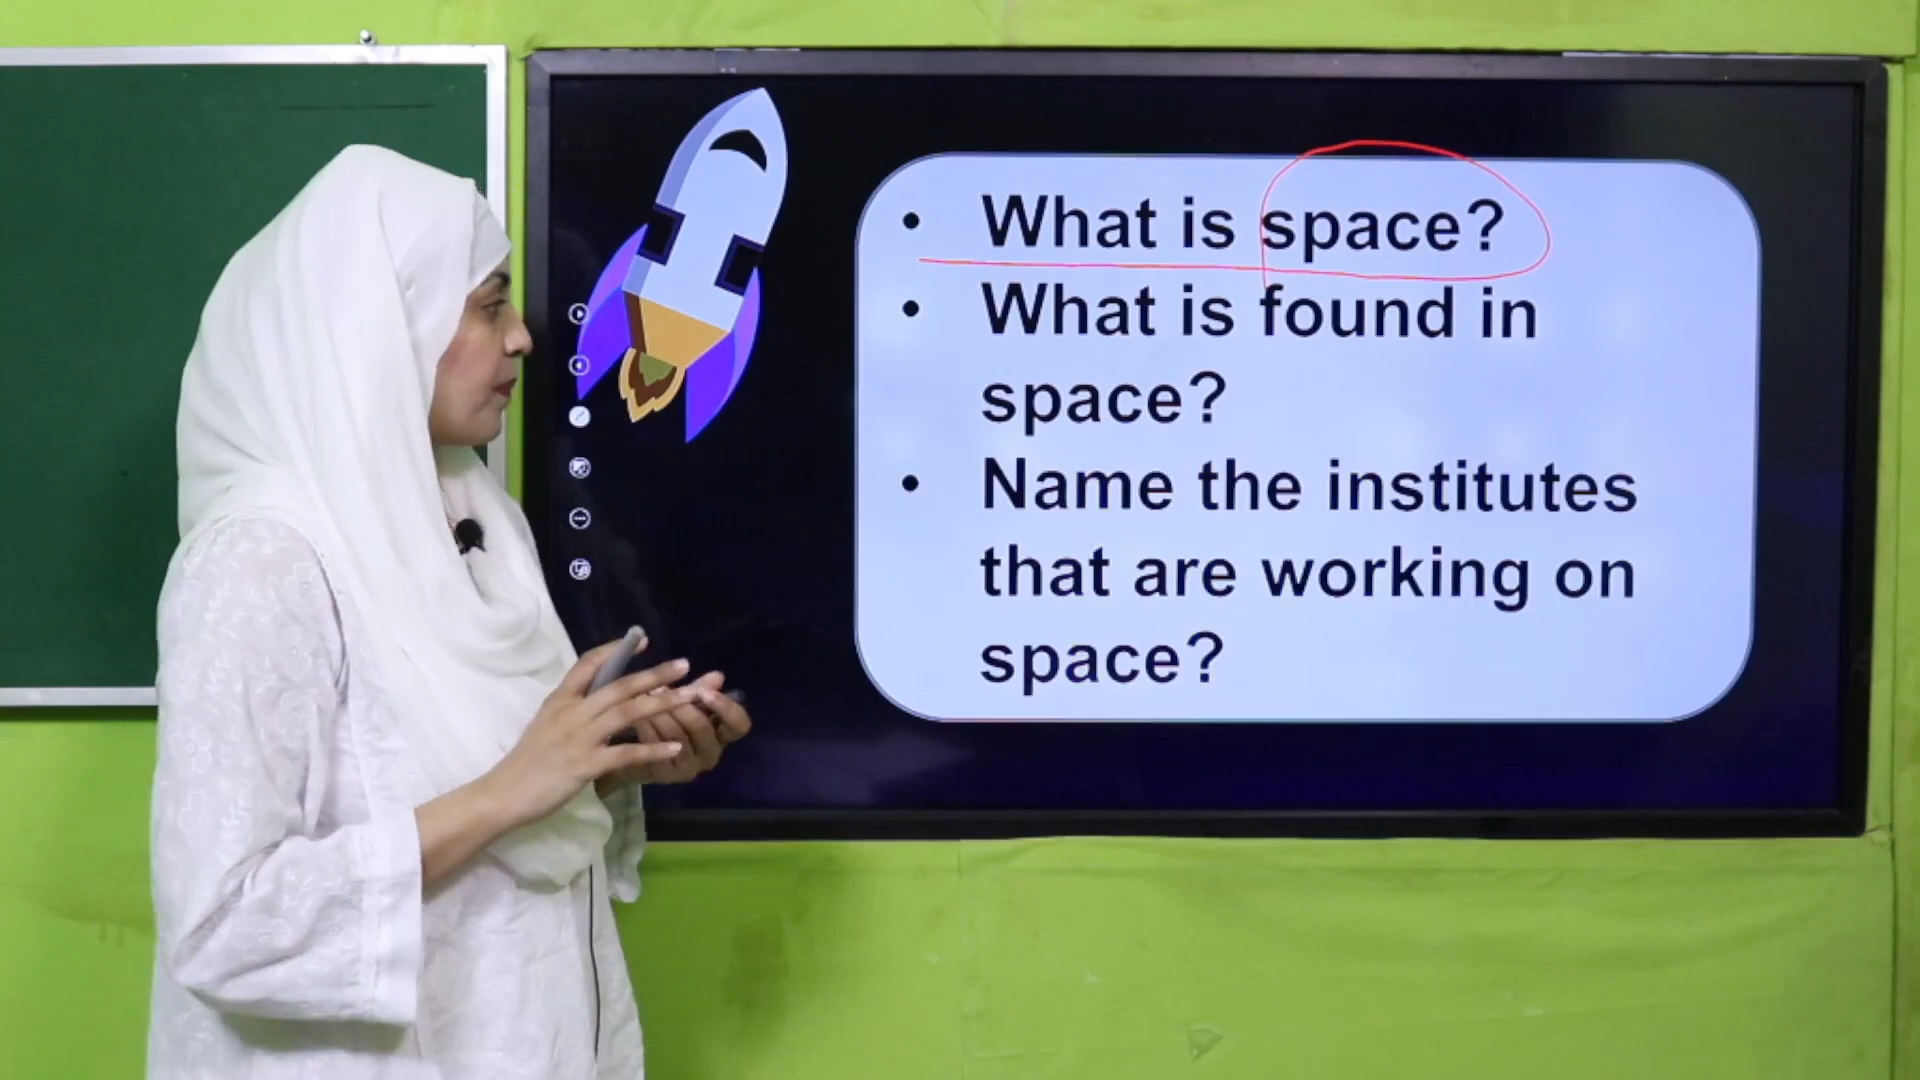 • What is space?
• What is found in
space?
• Name the institutes
that are working on
space?